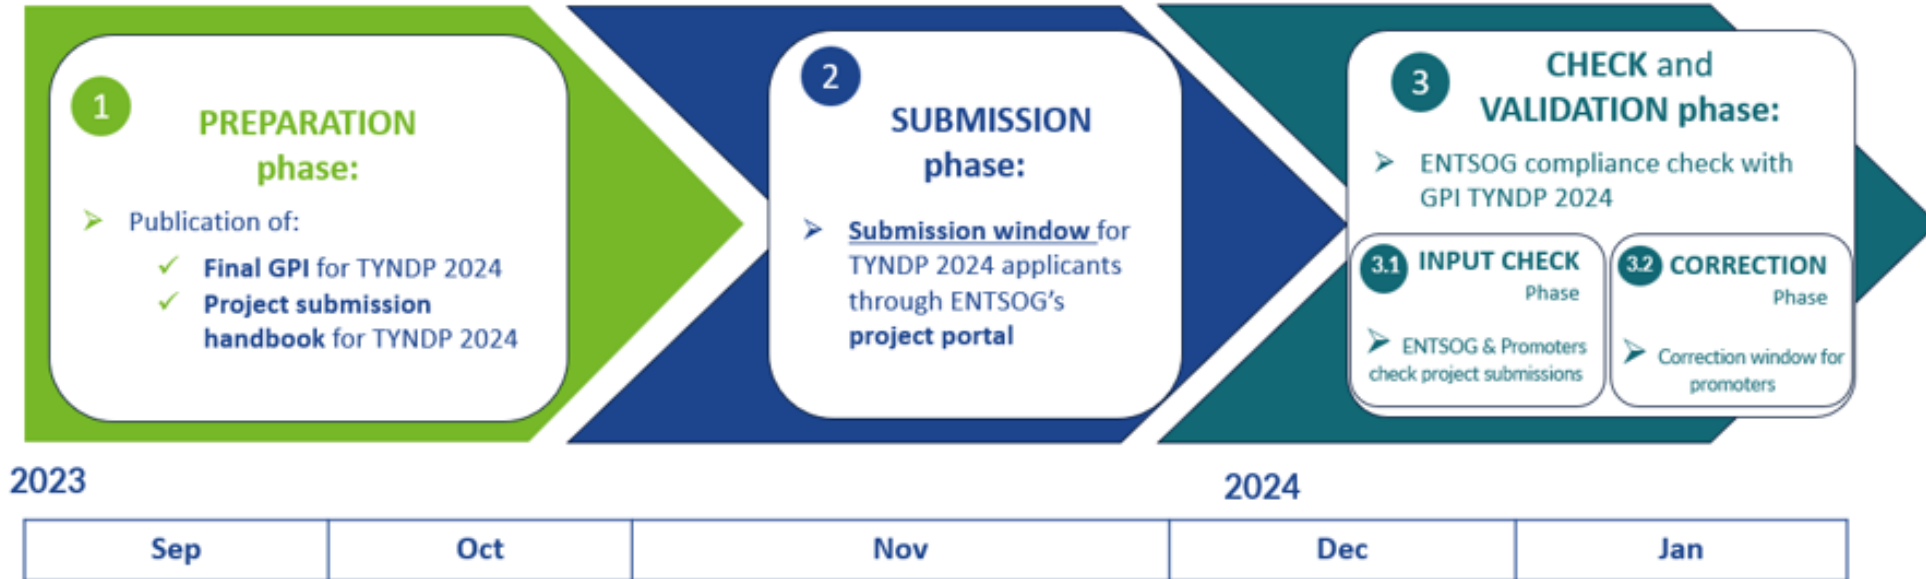 1
PREPARATION
phase:
➢ Publication of:
✓ Final GPI for TYNDP 2024
✓ Project submission
handbook for TYNDP 2024
2
SUBMISSION
phase:
➢ Submission window for
TYNDP 2024 applicants
through ENTSOG’s
project portal
3
CHECK and
VALIDATION phase:
➢ ENTSOG compliance check with
GPI TYNDP 2024
3.1 INPUT CHECK
Phase
➢ ENTSOG & Promoters
check project submissions
3.2 CORRECTION
Phase
➢ Correction window for
promoters
2023
2024
Sep Oct Nov Dec Jan